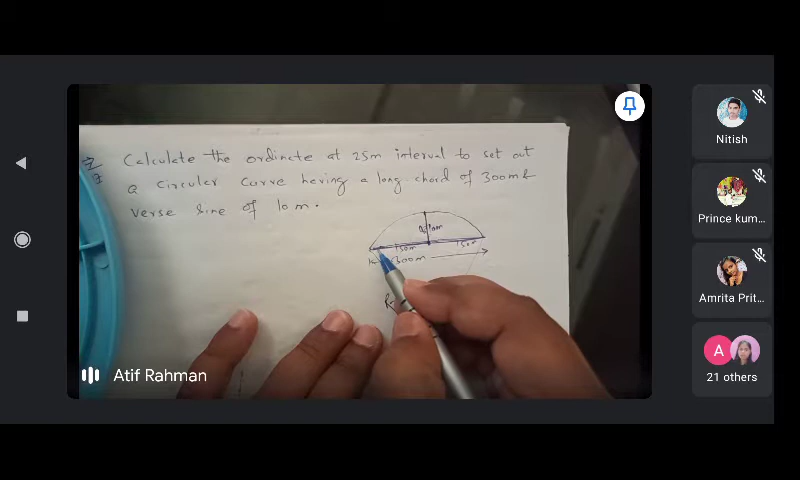 Calculate the ordinate at 25m interval to set out
a circular curve having a long chord of 300m &
verse sine of 10 m.
150m
150m
300m
R
Atif Rahman
Nitish
Prince kum...
Amrita Prit...
A
21 others